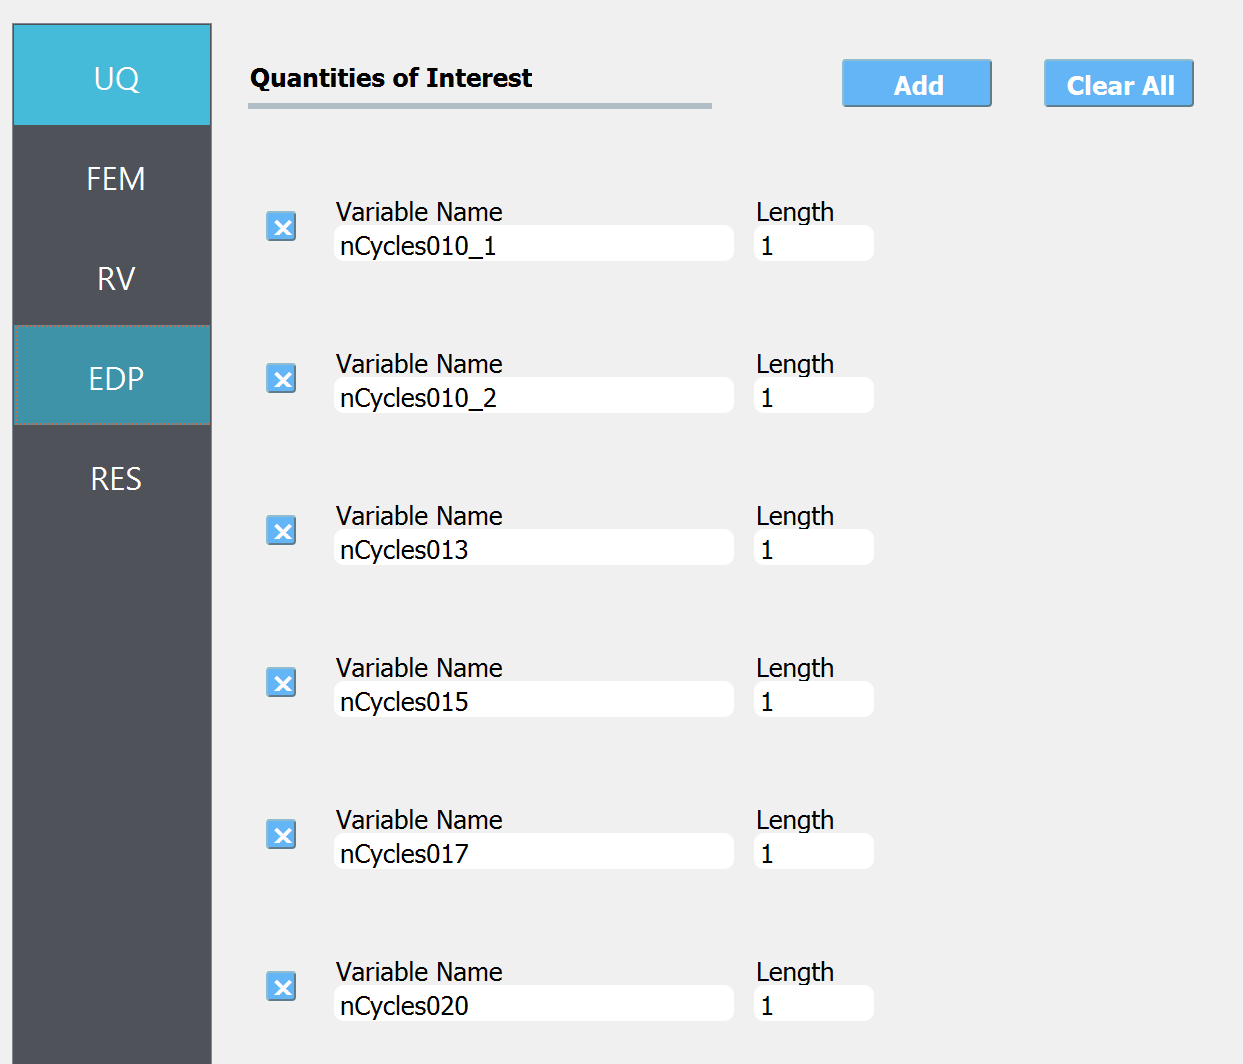 UQ
FEM
RV
EDP
RES
Quantities of Interest
Add
Clear All
Variable Name
Length
nCycles010_1
1
Variable Name
Length
nCycles010_2
1
Variable Name
Length
nCycles013
1
Variable Name
Length
nCycles015
1
Variable Name
Length
nCycles017
1
Variable Name
Length
nCycles020
1